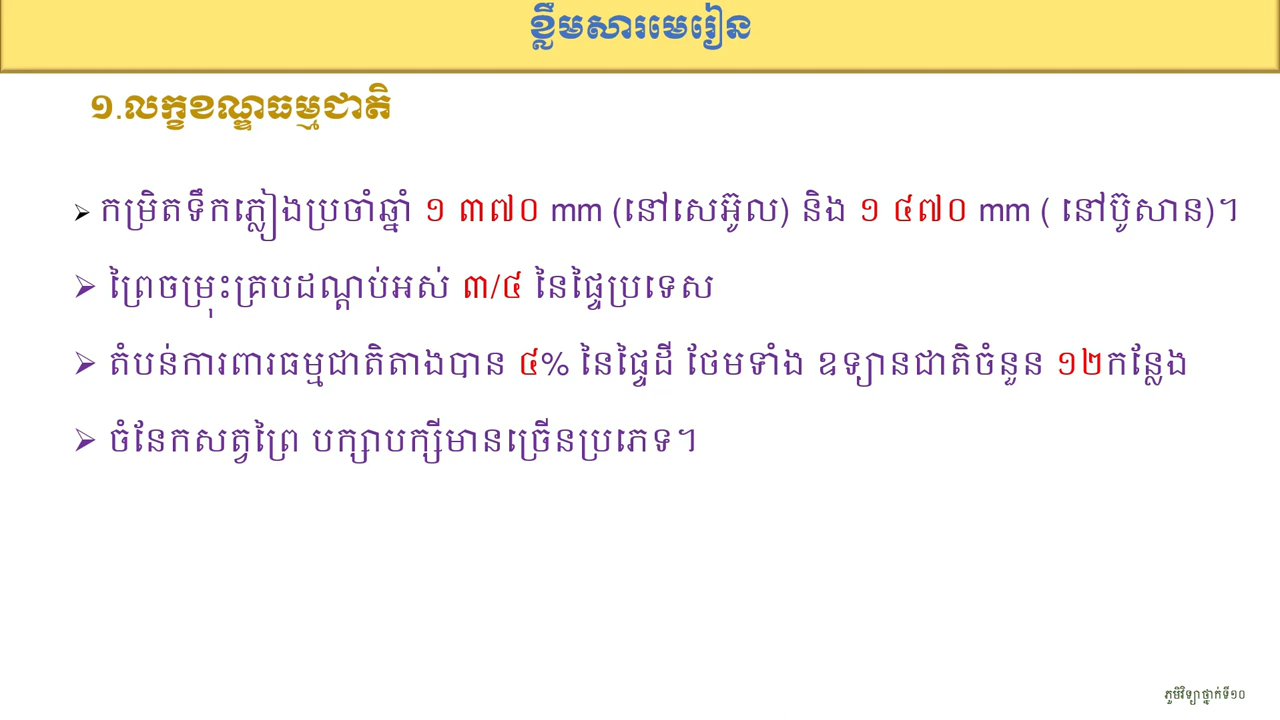 ខ្លឹមសារមេរៀន
១.លក្ខខណ្ឌធម្មជាតិ
➢ កម្រិតទឹកភ្លៀងប្រចាំឆ្នាំ ១ ៣៧០ mm (នៅសេអ៊ូល) និង ១ ៤៧០ mm ( នៅប៊ូសាន)។
➢ ព្រៃចម្រុះគ្របដណ្តប់អស់ ៣/៤ នៃផ្ទៃប្រទេស
➢ តំបន់ការពារធម្មជាតិតាងបាន ៤% នៃផ្ទៃដី ថែមទាំង ឧទ្យានជាតិចំនួន ១២កន្លែង
➢ ចំនែកសត្វព្រៃ បក្សាបក្សីមានច្រើនប្រភេទ។
ភូមិវិទ្យាថ្នាក់ទី១០